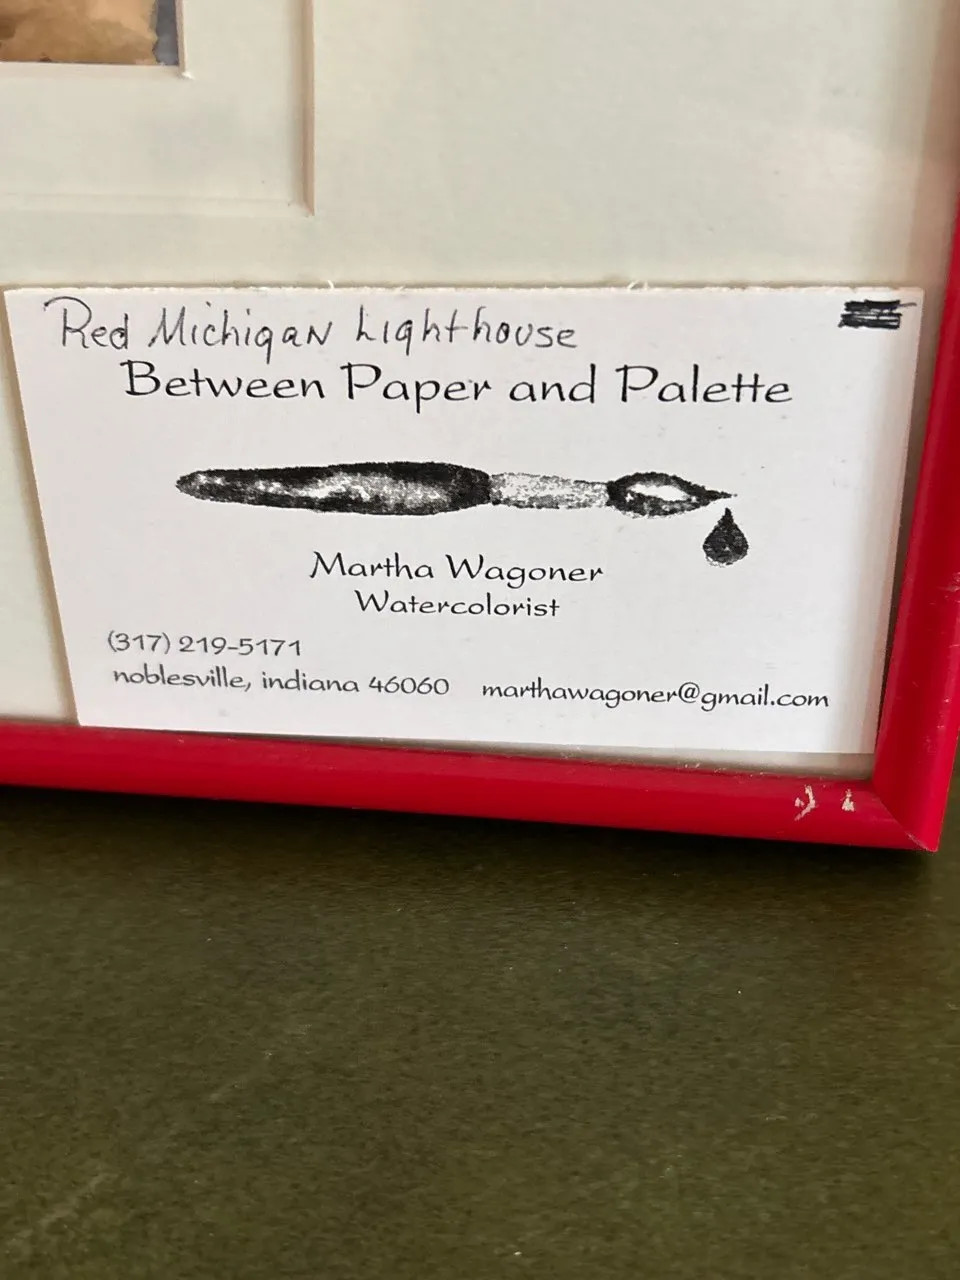 Red Michigan Lighthouse
Between Paper and Palette
Martha Wagoner
Watercolorist
(317) 219-5171
noblesville, indiana 46060 marthawagoner@gmail.com